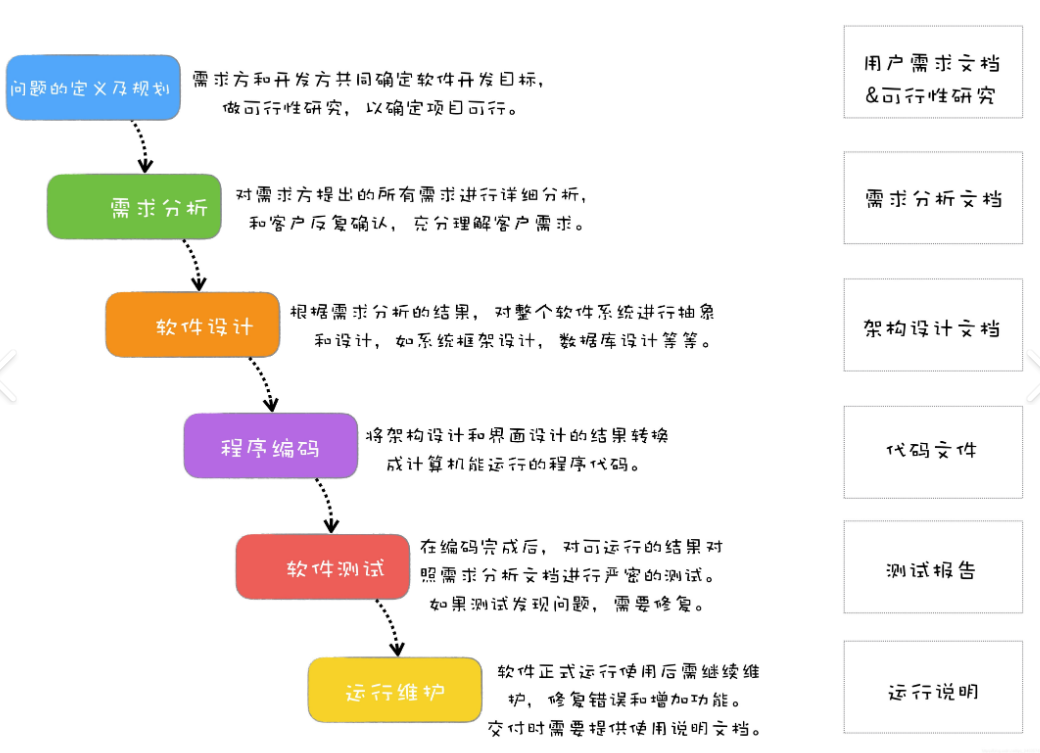 问题的定义及规划
需求方和开发方共同确定软件开发目标，
做可行性研究，以确定项目可行。
用户需求文档
&可行性研究
需求分析
对需求方提出的所有需求进行详细分析，
和客户反复确认，充分理解客户需求。
需求分析文档
软件设计
根据需求分析的结果，对整个软件系统进行抽象
和设计，如系统框架设计，数据库设计等等。
架构设计文档
程序编码
将架构设计和界面设计的结果转换
成计算机能运行的程序代码。
代码文件
软件测试
在编码完成后，对可运行的结果对
照需求分析文档进行严密的测试。
如果测试发现问题，需要修复。
测试报告
运行维护
软件正式运行使用后需继续维
护，修复错误和增加功能。
交付时需要提供使用说明文档。
运行说明